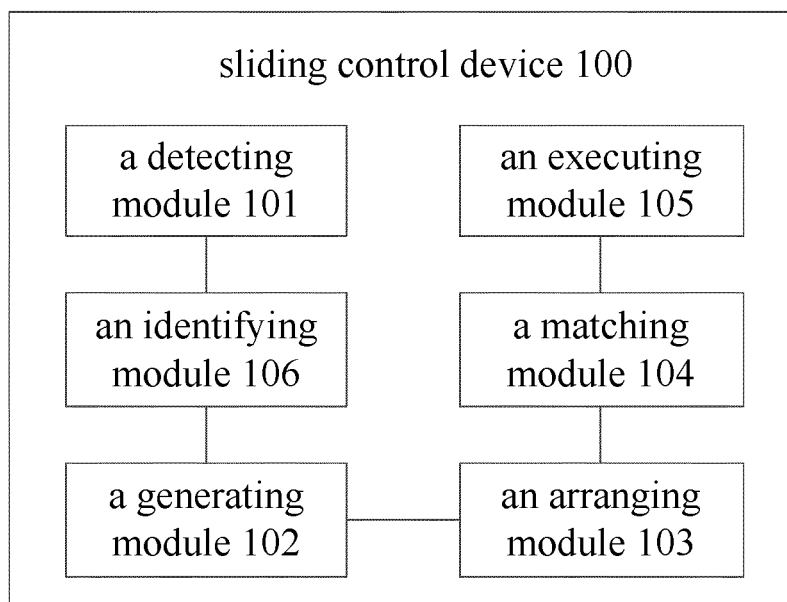 sliding control device 100
a detecting
module 101
an executing
module 105
an identifying
module 106
a matching
module 104
a generating
module 102
an arranging
module 103